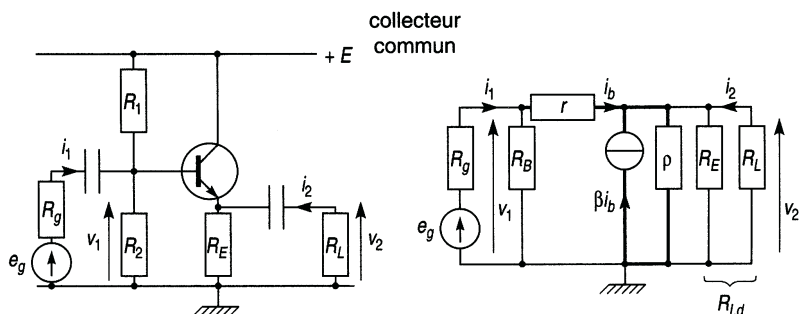 collecteur
commun
+ E
R1
i1
Rg
v1
R2
RE
i2
RL
v2
eg
i1
r
ib
i2
Rg
RB
v1
ρ
RE
RL
v2
βib
eg
RLd